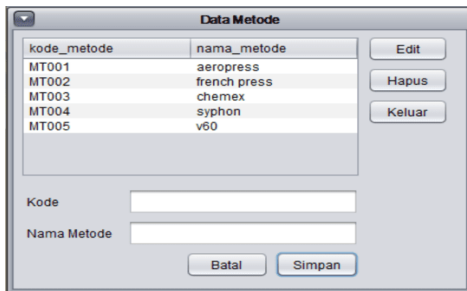 Data Metode
kode_metode nama_metode
MT001 aeropress
MT002 french press
MT003 chemex
MT004 syphon
MT005 v60
Edit
Hapus
Keluar
Kode
Nama Metode
Batal Simpan